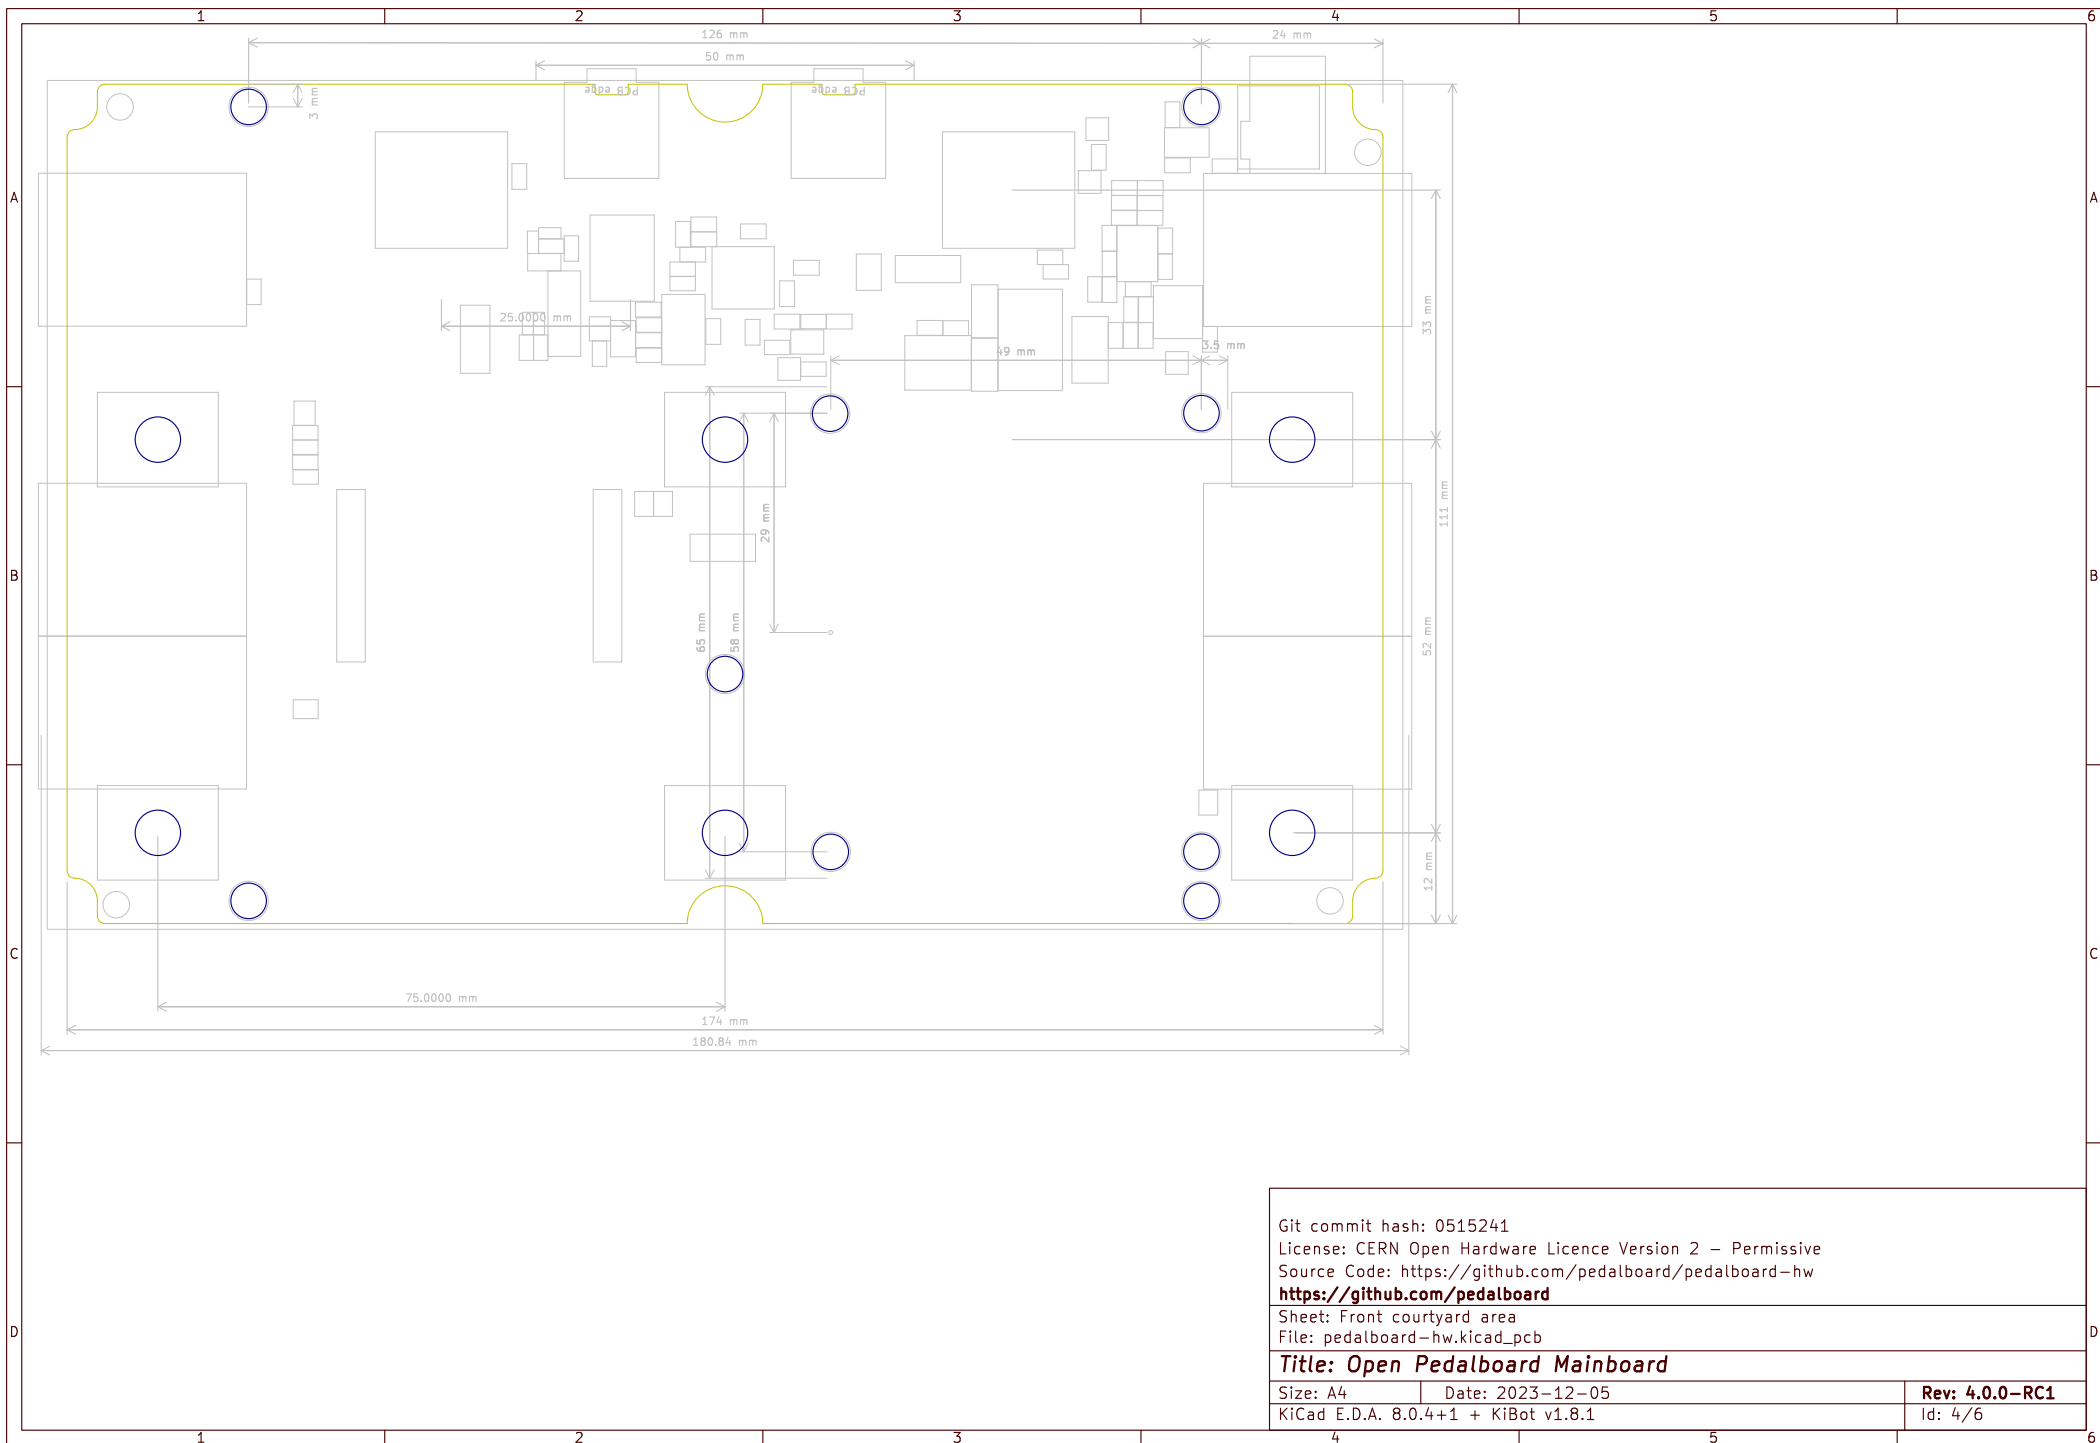 1 2 3 4 5 6
126 mm
24 mm
50 mm
3 mm
PCB edge
PCB edge
A A
33 mm
25.0000 mm
49 mm
3.5 mm
111 mm
29 mm
B B
65 mm
58 mm
52 mm
12 mm
C C
75.0000 mm
174 mm
180.84 mm
Git commit hash: 0515241
License: CERN Open Hardware Licence Version 2 - Permissive
Source Code: https://github.com/pedalboard/pedalboard-hw
https://github.com/pedalboard
Sheet: Front courtyard area
File: pedalboard-hw.kicad_pcb
D D
Title: Open Pedalboard Mainboard
Size: A4 Date: 2023-12-05 Rev: 4.0.0-RC1
KiCad E.D.A. 8.0.4+1 + KiBot v1.8.1 Id: 4/6
1 2 3 4 5 6